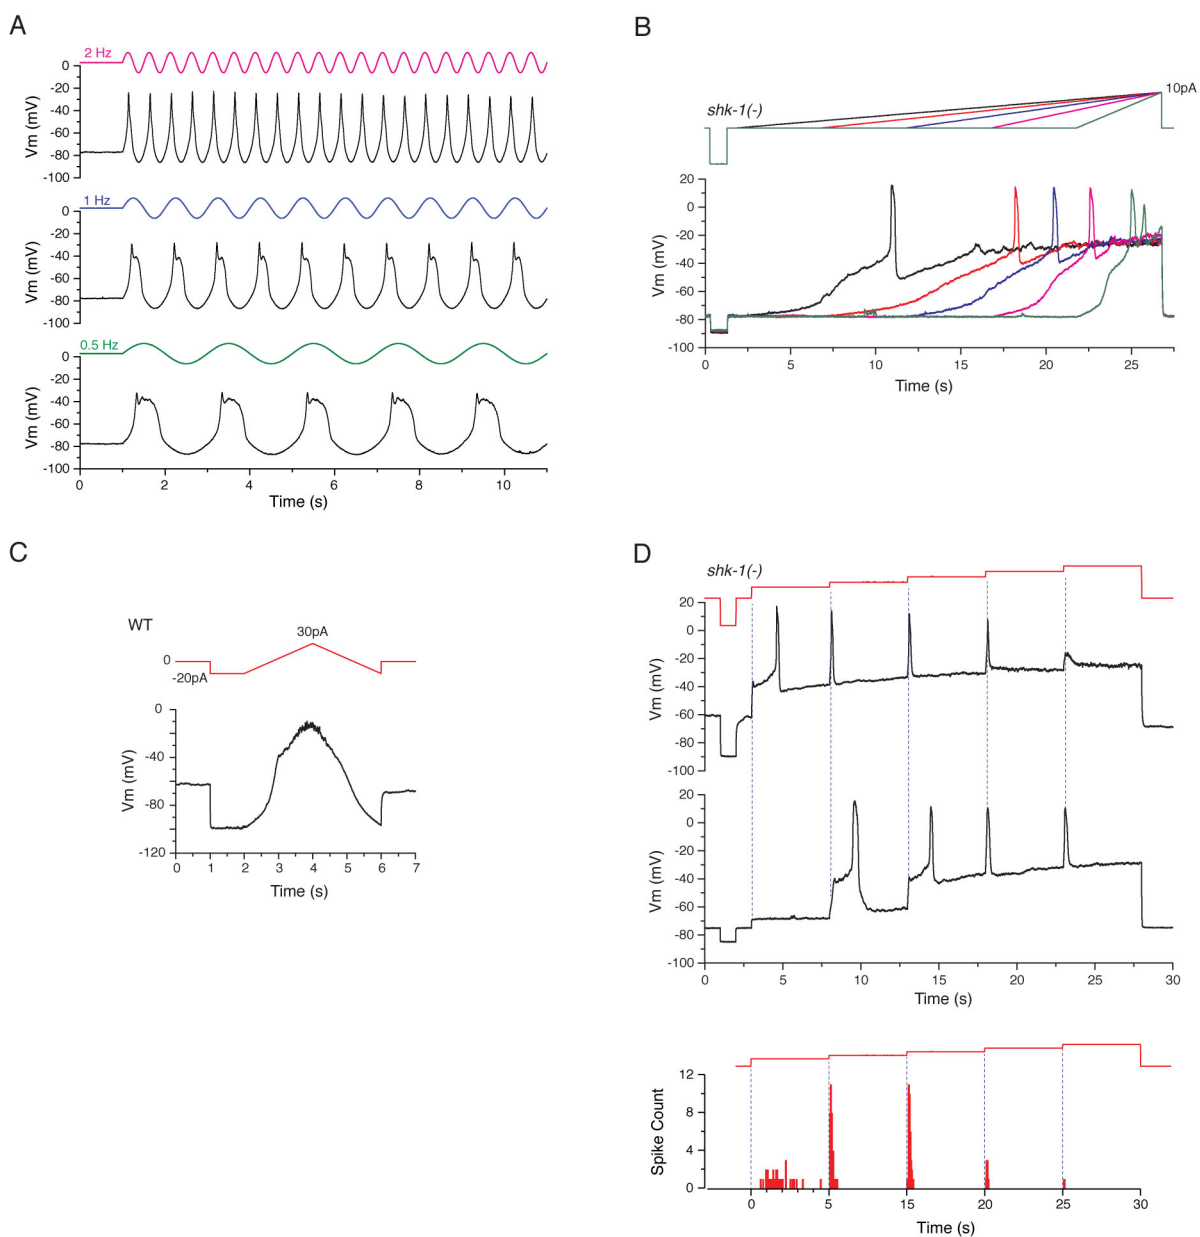 A
2 Hz
0
-20
-40
-60
-80
-100
Vm (mV)
1 Hz
0
-20
-40
-60
-80
-100
Vm (mV)
0.5 Hz
0
-20
-40
-60
-80
-100
Vm (mV)
0 2 4 6 8 10
Time (s)
B
shk-1(-)
10pA
20
0
-20
-40
-60
-80
-100
Vm (mV)
0 5 10 15 20 25
Time (s)
C
WT
30pA
0
-20pA
0
-40
-80
-120
Vm (mV)
0 1 2 3 4 5 6 7
Time (s)
D
shk-1(-)
20
0
-20
-40
-60
-80
-100
Vm (mV)
20
0
-20
-40
-60
-80
-100
Vm (mV)
0 5 10 15 20 25 30
Time (s)
12
8
4
0
Spike Count
0 5 15 20 25 30
Time (s)